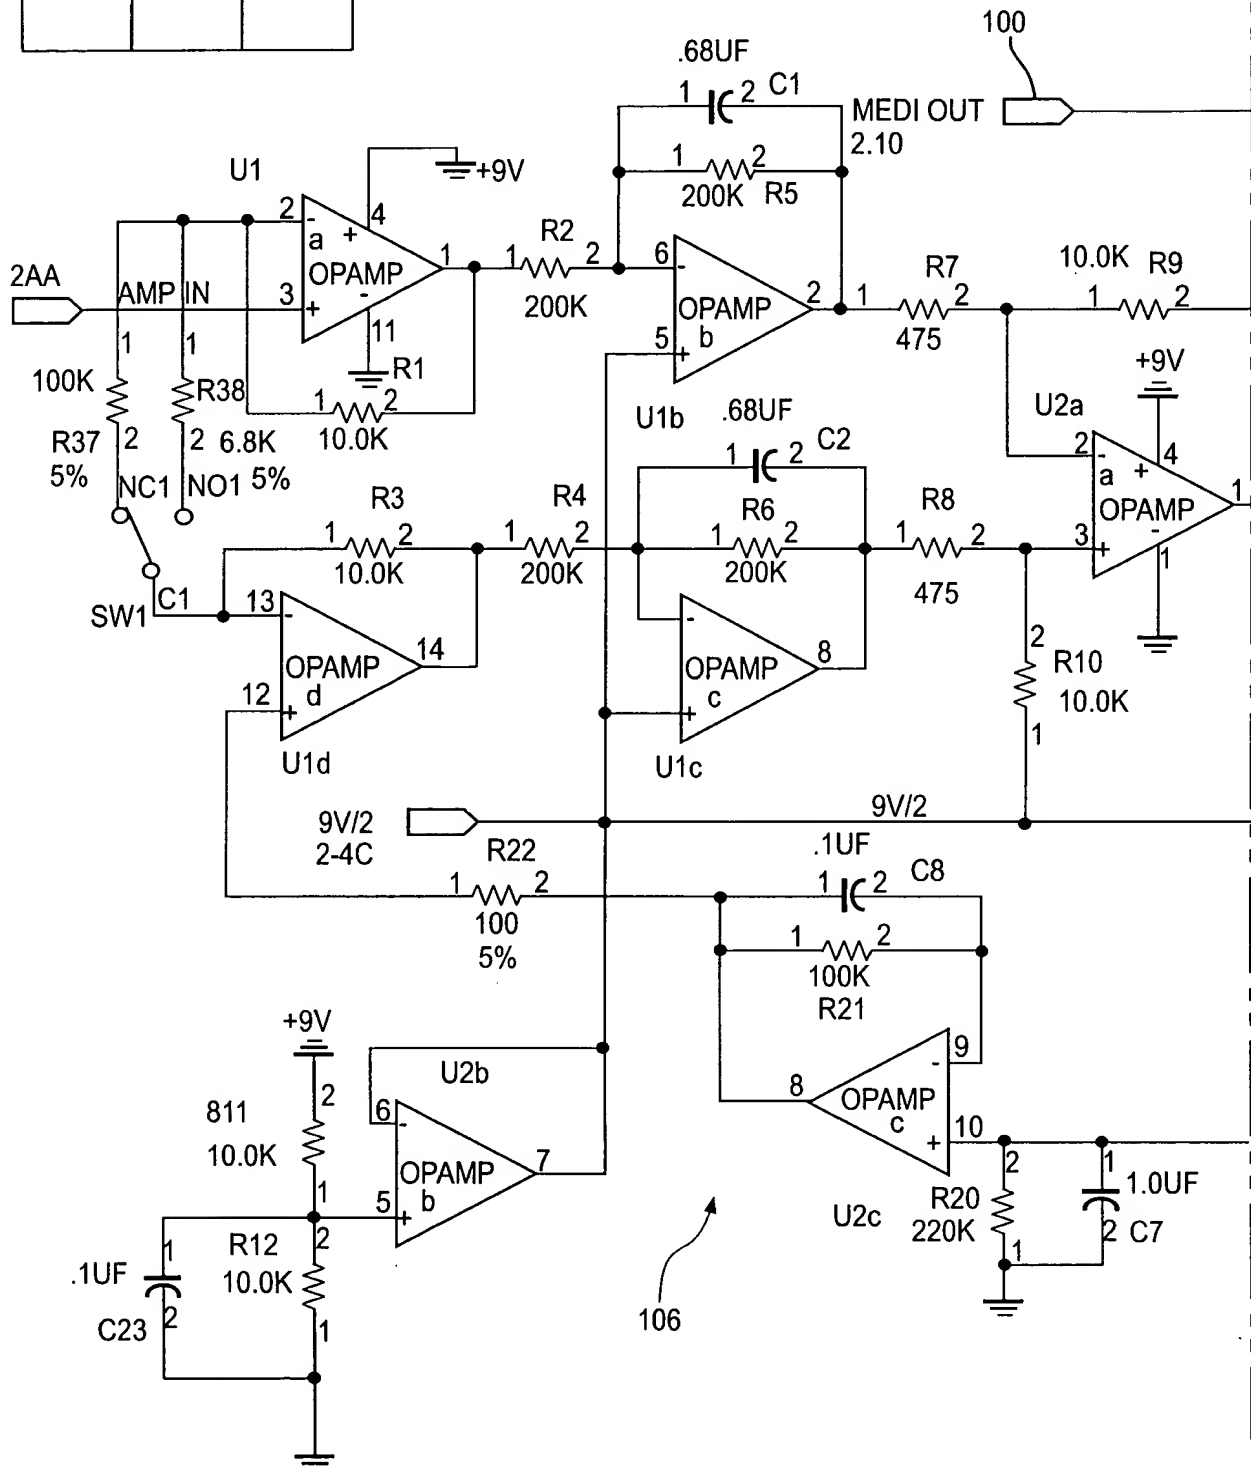 100
.68UF
1 2 C1
MEDI OUT
2.10
U1
+9V
1 2
200K R5
2 - 4
a +
OPAMP
1
R2
1 2
200K
6 -
2AA
AMP IN
3 +
-
11
OPAMP
b
2 1
R7
2
475
10.0K R9
1 2
5 +
1 1
100K
R38
R1
1 2
10.0K
U1b
.68UF
+9V
U2a
R37
5%
2
2 6.8K
5%
NC1 NO1
1 2 C2
2 - 4
a +
OPAMP
-
1
R3
1 2
10.0K
R4
1 2
200K
R6
1 2
200K
R8
1 2
475
3 +
1
SW1 C1
13 -
14
OPAMP
d
12 +
U1d
-
OPAMP
c
8
+
U1c
2
R10
10.0K
1
9V/2
2-4C
9V/2
R22
1 2
100
5%
.1UF
1 2 C8
1 2
100K
R21
+9V
2
811
10.0K
1
U2b
6 -
OPAMP
b
7
5 +
9
-
8
OPAMP
c
10
+
U2c
2
R20
220K
1
1
1.0UF
2 C7
1
.1UF
2
C23
2
R12
10.0K
1
106